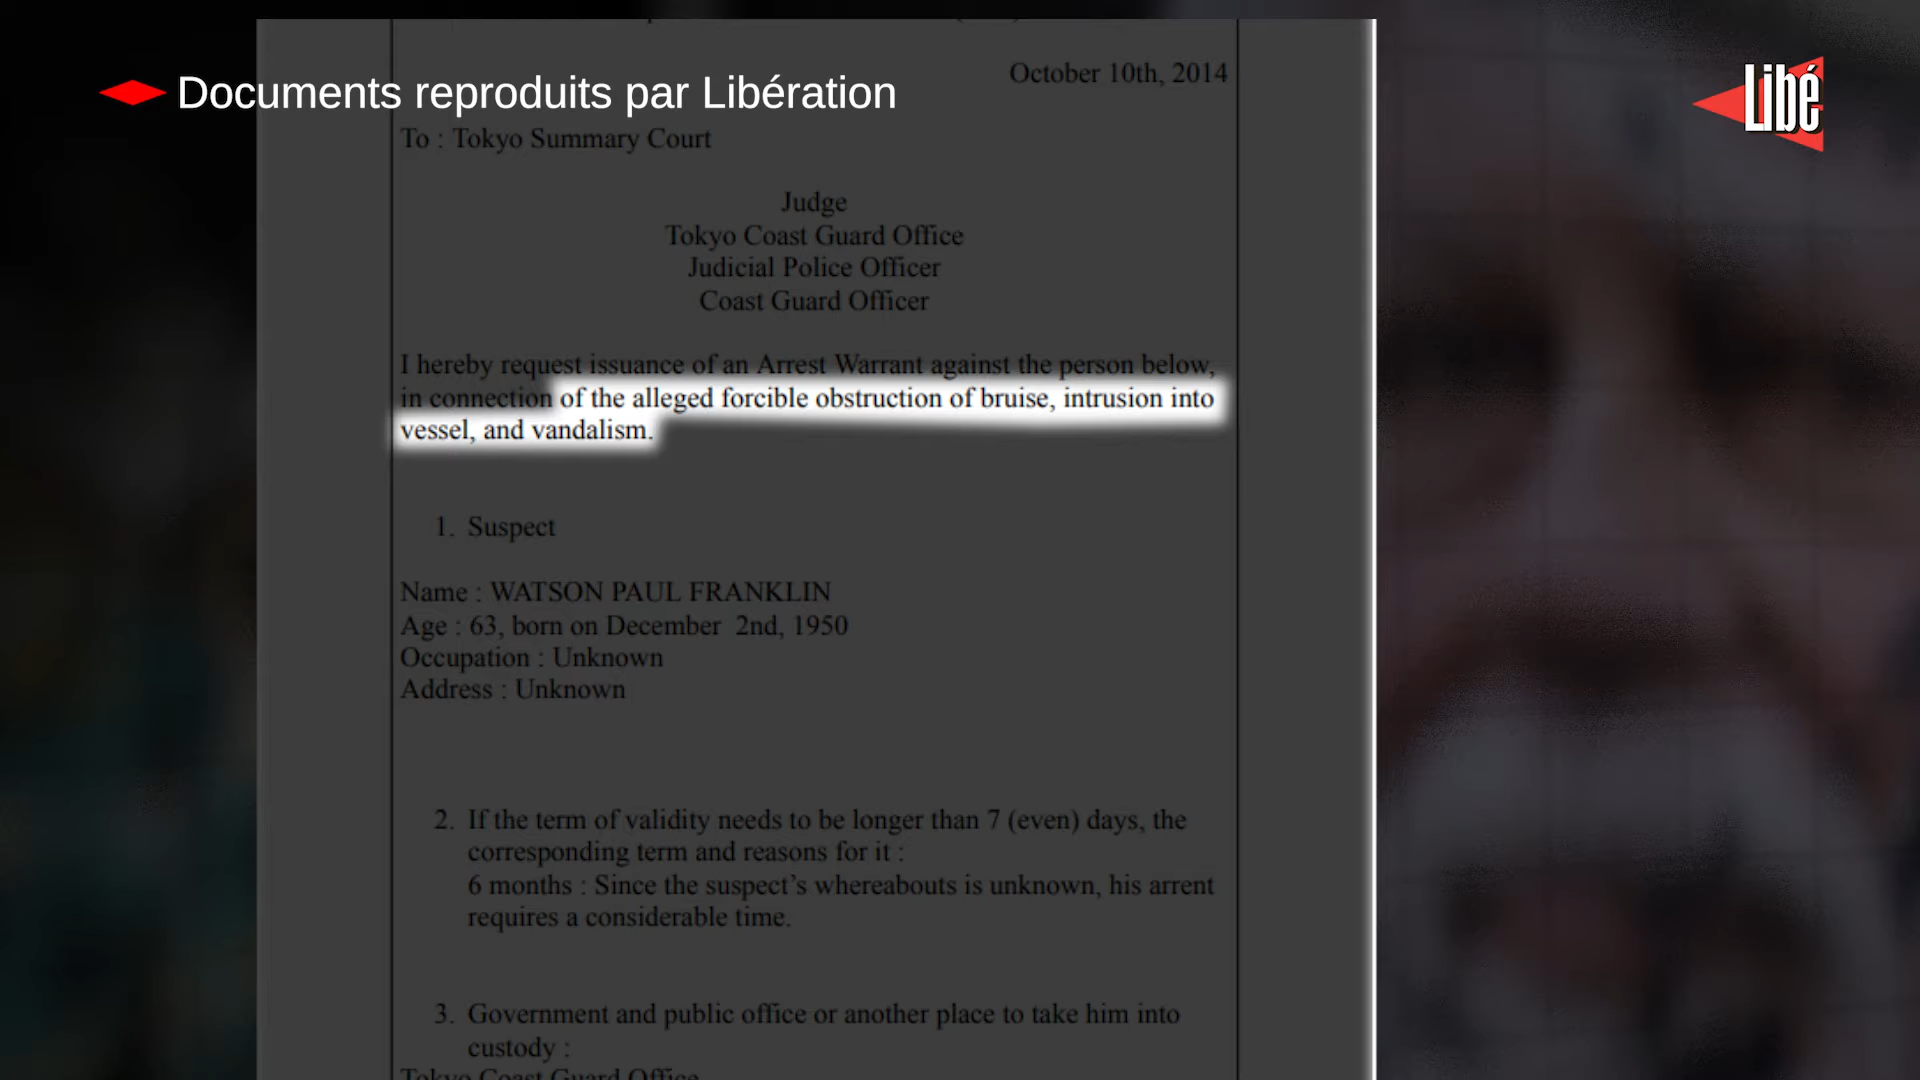 October 10th, 2014
Documents reproduits par Libération
Libé
To : Tokyo Summary Court
Judge
Tokyo Coast Guard Office
Judicial Police Officer
Coast Guard Officer
I hereby request issuance of an Arrest Warrant against the person below,
in connection of the alleged forcible obstruction of bruise, intrusion into
vessel, and vandalism.
1. Suspect
Name : WATSON PAUL FRANKLIN
Age : 63, born on December 2nd, 1950
Occupation : Unknown
Address : Unknown
2. If the term of validity needs to be longer than 7 (even) days, the
corresponding term and reasons for it :
6 months : Since the suspect's whereabouts is unknown, his arrent
requires a considerable time.
3. Government and public office or another place to take him into
custody :
Tokyo Coast Guard Office